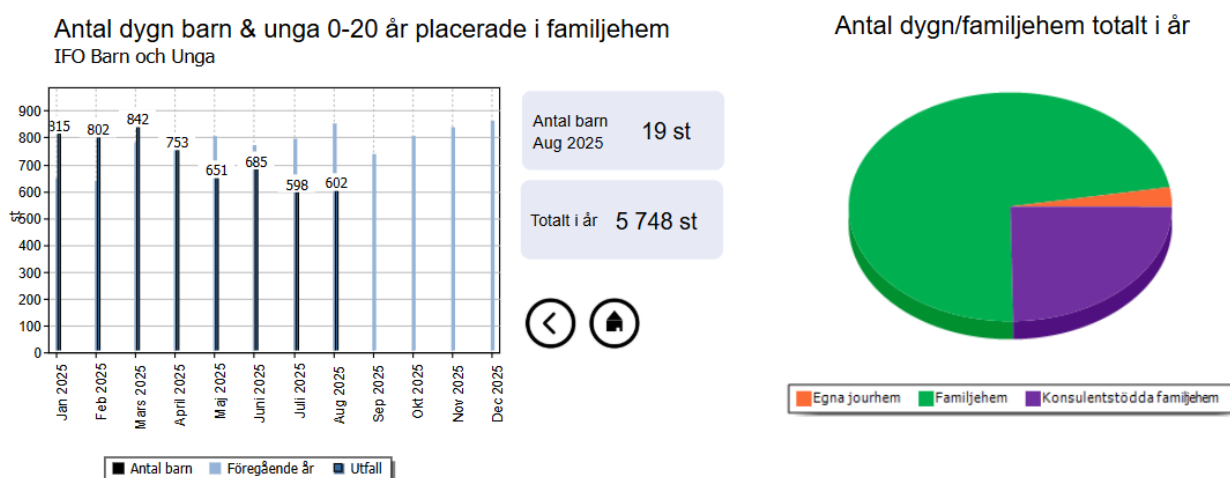 Antal dygn barn & unga 0-20 år placerade i familjehem
IFO Barn och Unga
st
900
800
700
600
500
400
300
200
100
0
815
802
842
753
651
685
598
602
Jan 2025
Feb 2025
Mars 2025
April 2025
Maj 2025
Juni 2025
Juli 2025
Aug 2025
Sep 2025
Okt 2025
Nov 2025
Dec 2025
Antal barn Föregående år Utfall
Antal barn
Aug 2025
19 st
Totalt i år 5 748 st
Antal dygn/familjehem totalt i år
Egna jourhem Familjehem Konsulentstödda familjehem